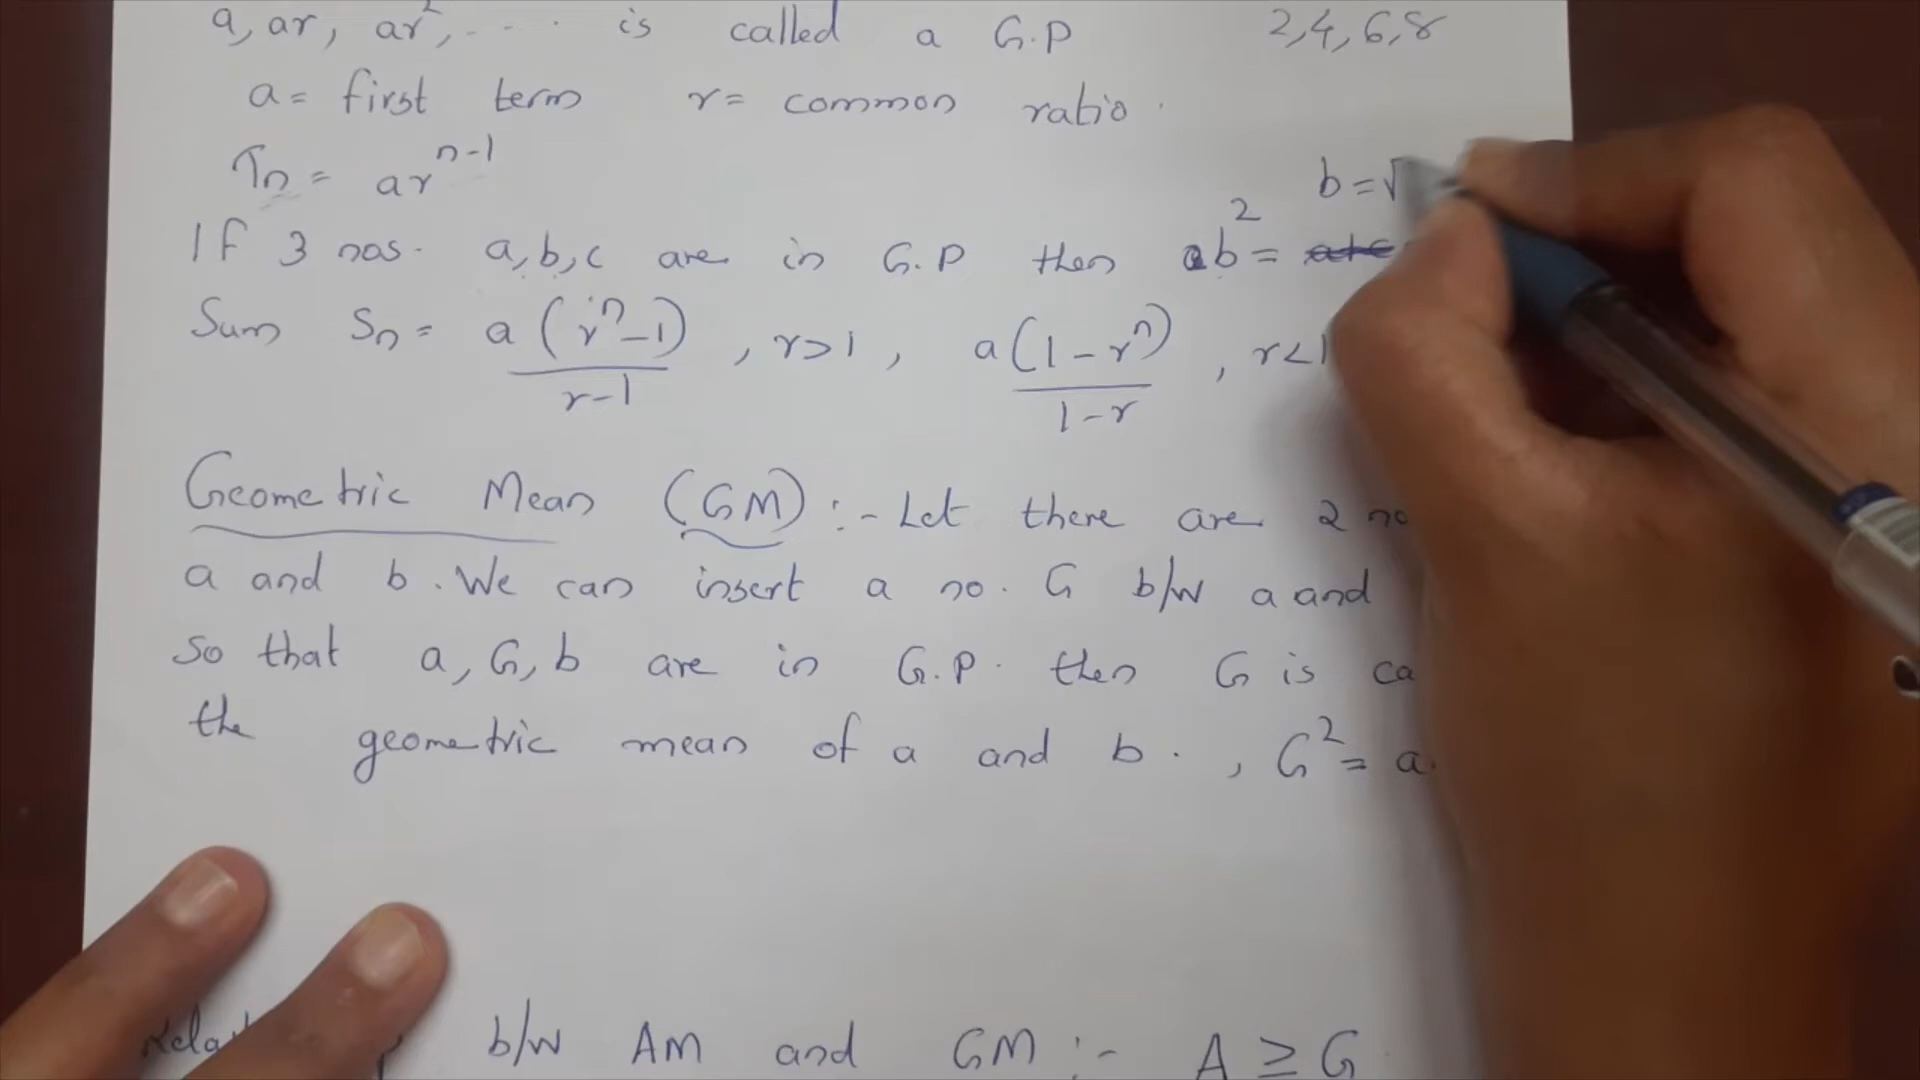 a, ar, ar², ..... is called a G.P 2,4,6,8
a = first term r = common ratio.
Tn = ar^(n-1)
b = √
If 3 nos. a,b,c are in G.P then b² =
Sum Sn = a(rⁿ-1)/(r-1) , r>1 , a(1-rⁿ)/(1-r) , r<1
Geometric Mean (GM) :- Let there are 2
a and b. We can insert a no. G b/w a and
so that a, G, b are in G.P. then G is
the geometric mean of a and b. , G² = a.
b/w AM and GM :- A ≥ G